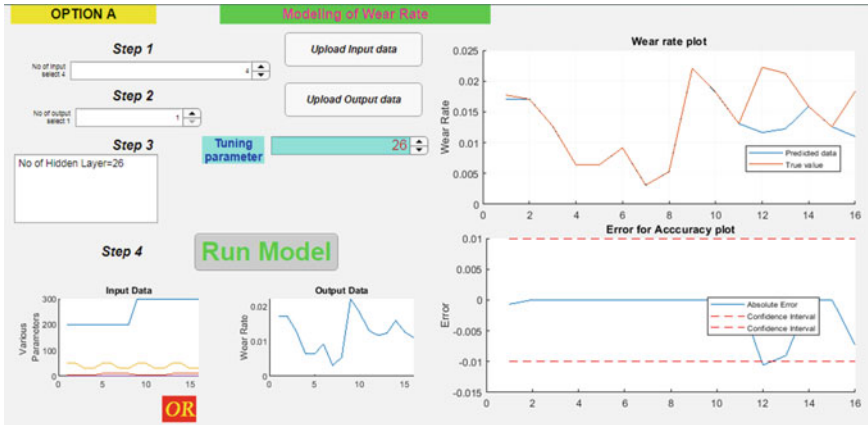 OPTION A
Modeling of Wear Rate
Step 1
No of Input
select 4
4
Upload Input data
Step 2
No of output
select 1
1
Upload Output data
Step 3
No of Hidden Layer=26
Tuning
parameter
26
Step 4
Run Model
Input Data
Various
Parameters
300
200
100
0
0 5 10 15
OR
Output Data
Wear Rate
0.02
0.01
0
0 5 10 15
Wear rate plot
Wear Rate
0.025
0.02
0.015
0.01
0.005
0
0 2 4 6 8 10 12 14 16
Predicted data
True value
Error for Acccuracy plot
Error
0.01
0.005
0
-0.005
-0.01
-0.015
0 2 4 6 8 10 12 14 16
Absolute Error
Confidence Interval
Confidence Interval